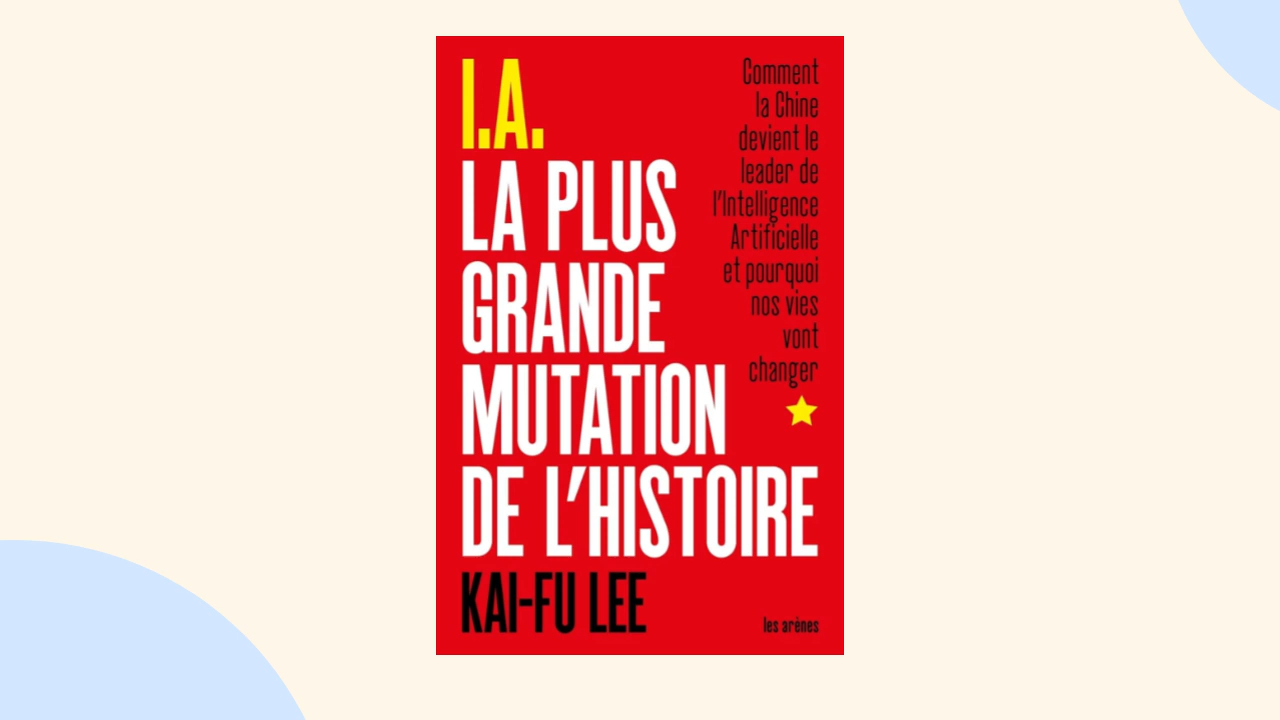 I.A.
LA PLUS
GRANDE
MUTATION
DE L'HISTOIRE
Comment
la Chine
devient le
leader de
l'Intelligence
Artificielle
et pourquoi
nos vies
vont
changer
KAI-FU LEE
les arènes